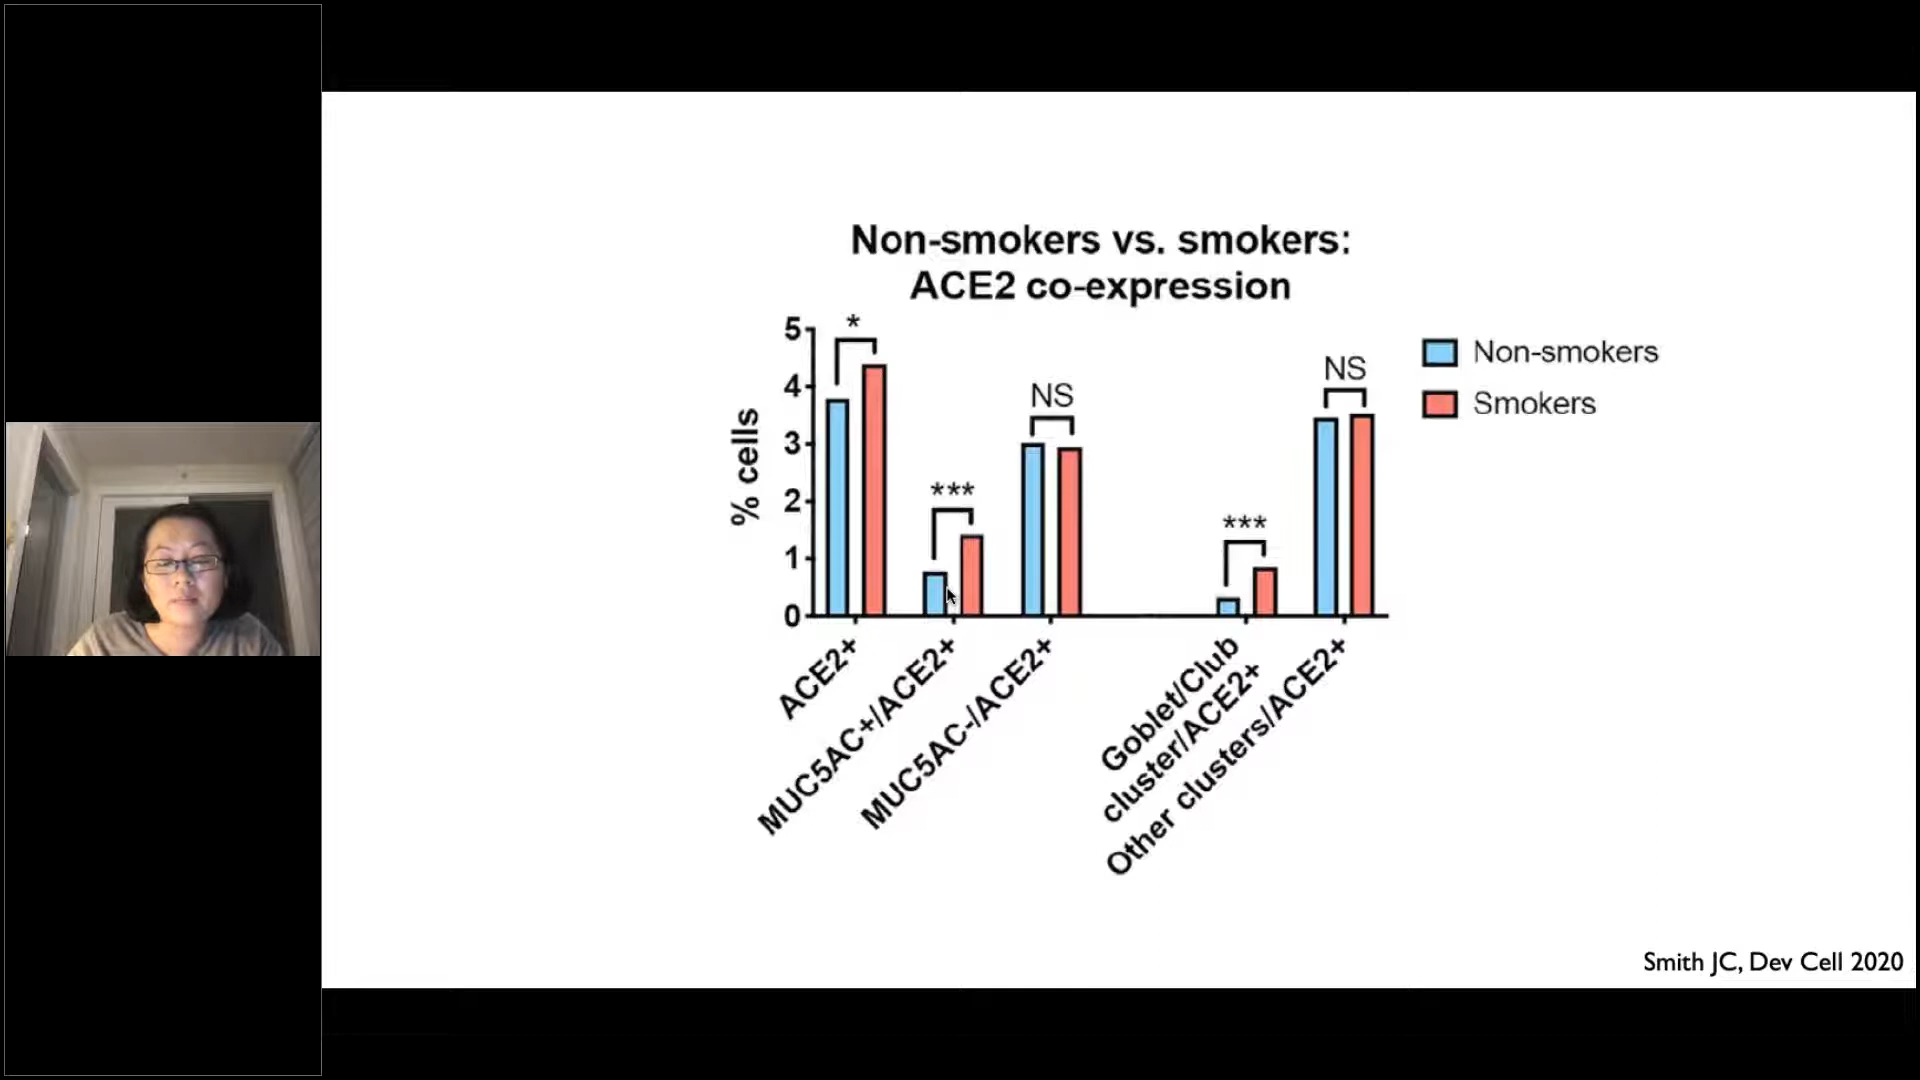 Non-smokers vs. smokers:
ACE2 co-expression
5
4
3
2
1
0
% cells
*
***
NS
***
NS
Non-smokers
Smokers
ACE2+
MUC5AC+/ACE2+
MUC5AC-/ACE2+
Goblet/Club
cluster/ACE2+
Other clusters/ACE2+
Smith JC, Dev Cell 2020